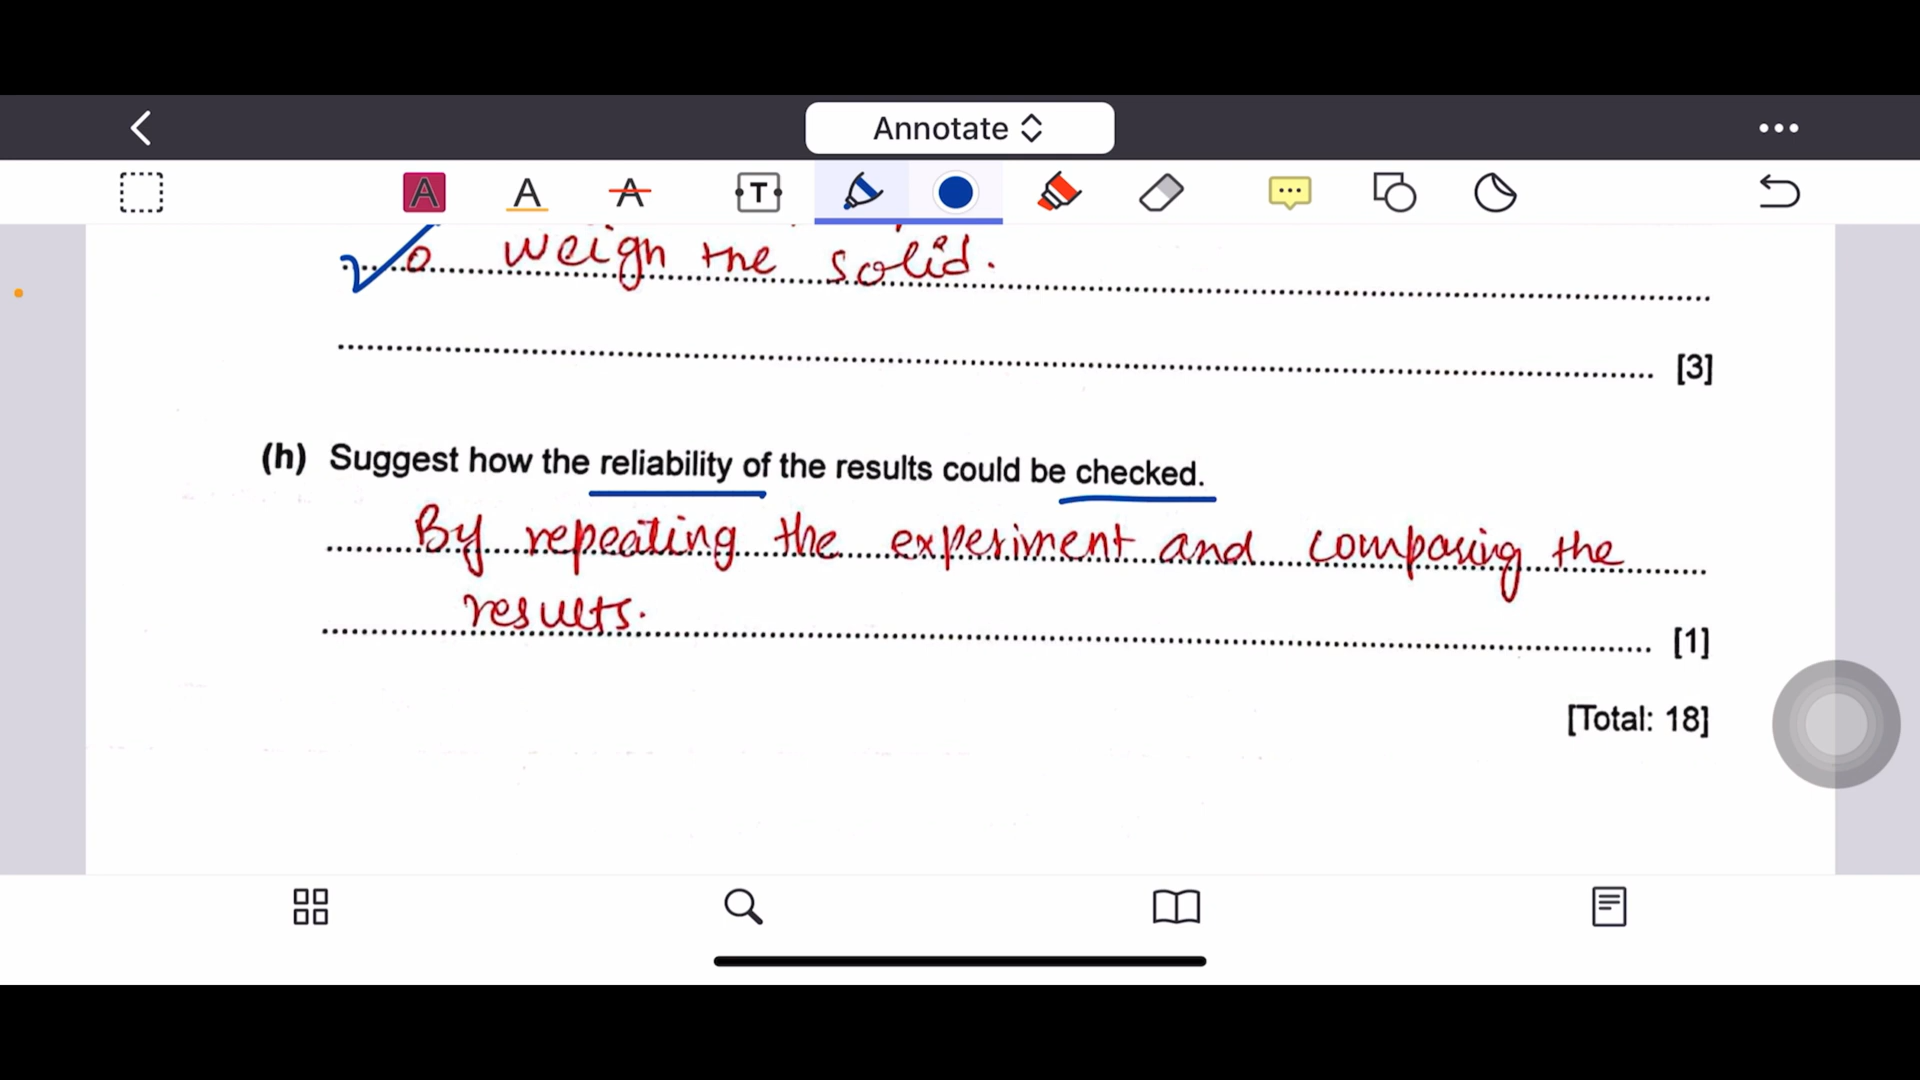 Annotate
A A A T
o weigh the solid.
[3]
(h) Suggest how the reliability of the results could be checked.
By repeating the experiment and comparing the
results.
[1]
[Total: 18]